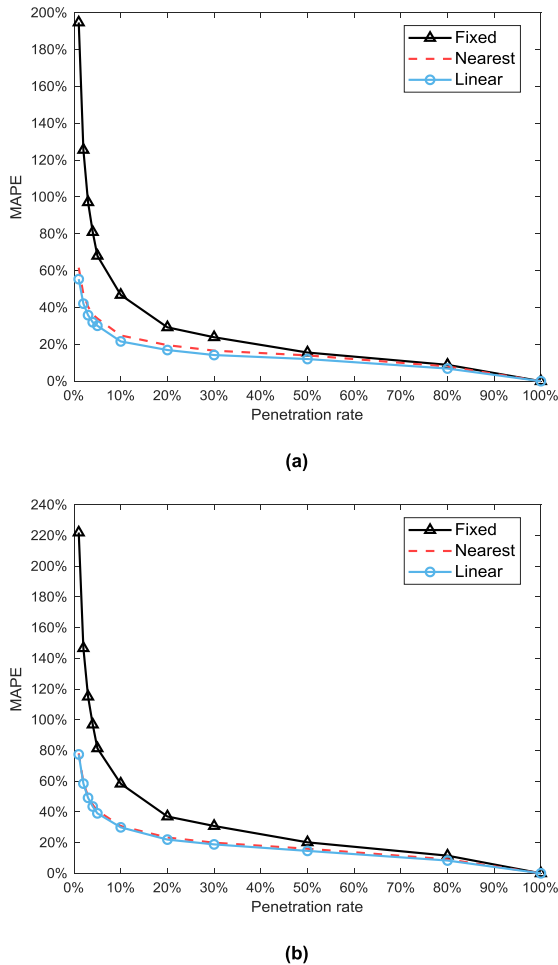 200%
180%
160%
140%
120%
100%
80%
60%
40%
20%
0%
MAPE
Fixed
Nearest
Linear
0% 10% 20% 30% 40% 50% 60% 70% 80% 90% 100%
Penetration rate
(a)
240%
220%
200%
180%
160%
140%
120%
100%
80%
60%
40%
20%
0%
MAPE
Fixed
Nearest
Linear
0% 10% 20% 30% 40% 50% 60% 70% 80% 90% 100%
Penetration rate
(b)